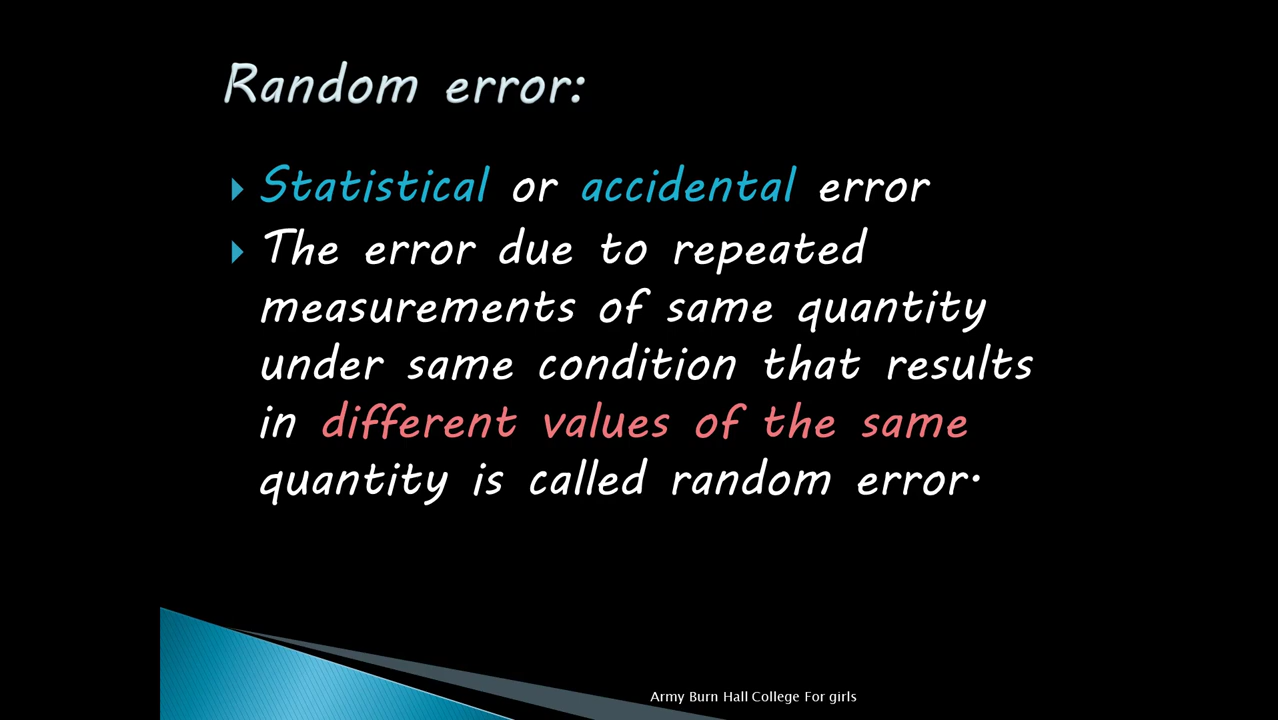 Random error:
Statistical or accidental error
The error due to repeated
measurements of same quantity
under same condition that results
in different values of the same
quantity is called random error.
Army Burn Hall College For girls